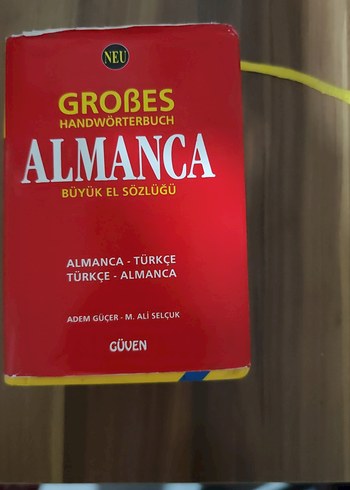 NEU
GROßES
HANDWÖRTERBUCH
ALMANCA
BÜYÜK EL SÖZLÜĞÜ
ALMANCA - TÜRKÇE
TÜRKÇE - ALMANCA
ADEM GÜÇER - M. ALİ SELÇUK
GÜVEN